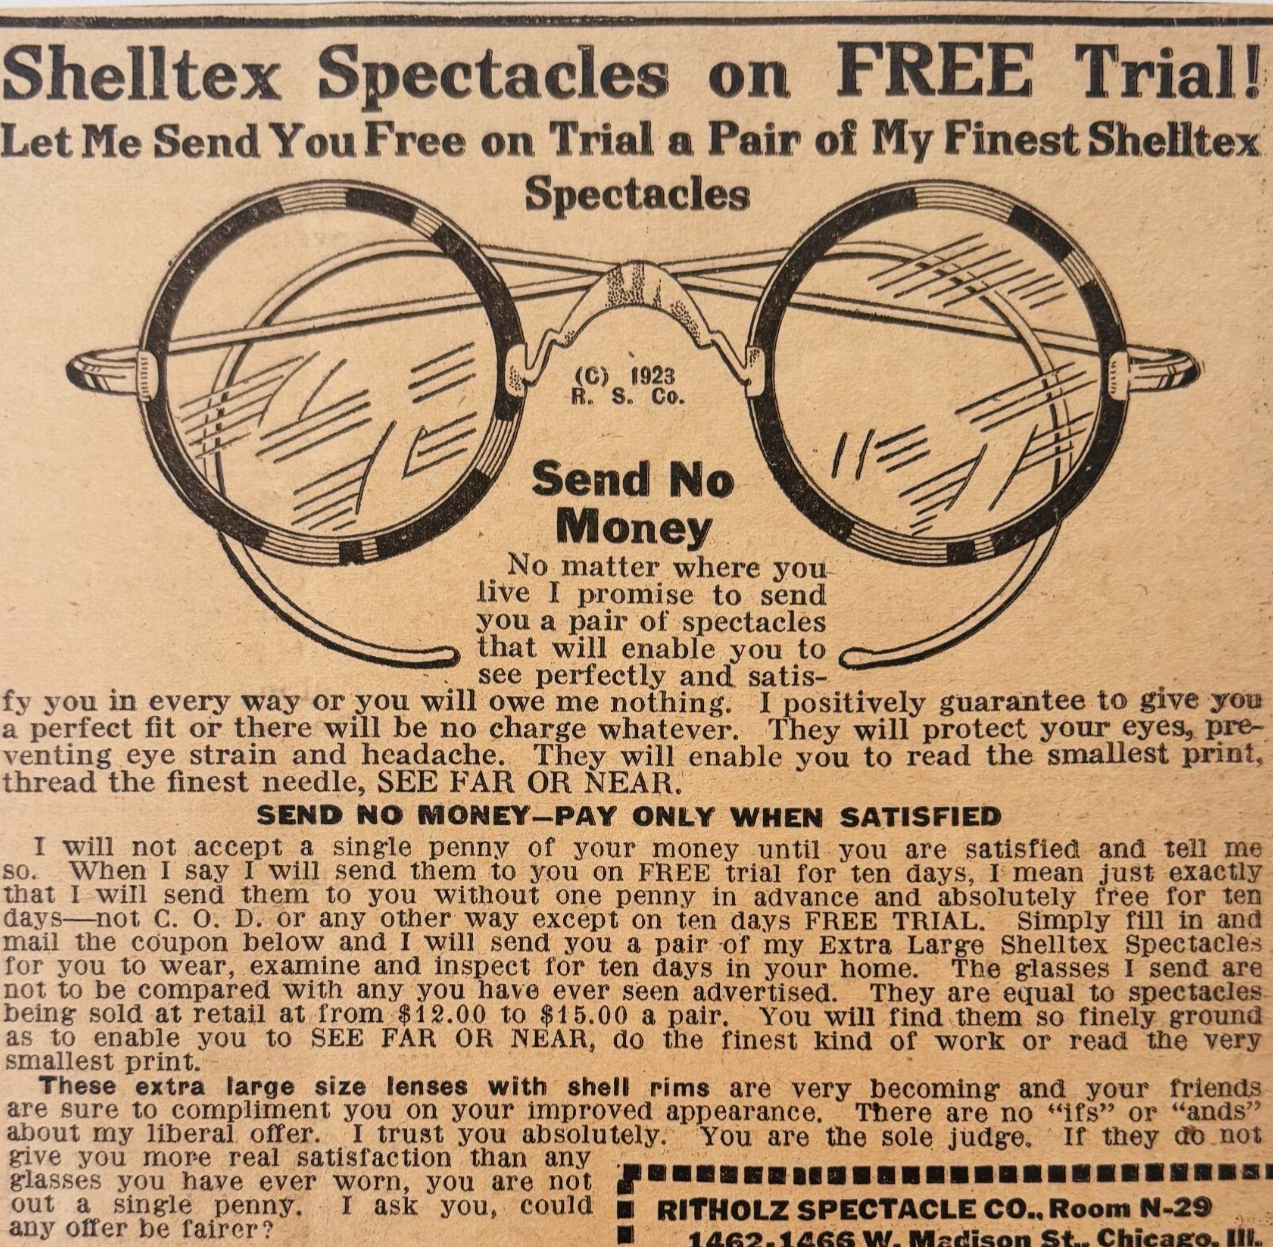 Shelltex Spectacles on FREE Trial!
Let Me Send You Free on Trial a Pair of My Finest Shelltex
Spectacles
(C) 1923
R. S. Co.
Send No
Money
No matter where you
live I promise to send
you a pair of spectacles
that will enable you to
see perfectly and satis-
fy you in every way or you will owe me nothing. I positively guarantee to give you
a perfect fit or there will be no charge whatever. They will protect your eyes, pre-
venting eye strain and headache. They will enable you to read the smallest print,
thread the finest needle, SEE FAR OR NEAR.
SEND NO MONEY—PAY ONLY WHEN SATISFIED
I will not accept a single penny of your money until you are satisfied and tell me
so. When I say I will send them to you on FREE trial for ten days, I mean just exactly
that I will send them to you without one penny in advance and absolutely free for ten
days—not C. O. D. or any other way except on ten days FREE TRIAL. Simply fill in and
mail the coupon below and I will send you a pair of my Extra Large Shelltex Spectacles
for you to wear, examine and inspect for ten days in your home. The glasses I send are
not to be compared with any you have ever seen advertised. They are equal to spectacles
being sold at retail at from $12.00 to $15.00 a pair. You will find them so finely ground
as to enable you to SEE FAR OR NEAR, do the finest kind of work or read the very
smallest print.
These extra large size lenses with shell rims are very becoming and your friends
are sure to compliment you on your improved appearance. There are no "ifs" or "ands"
about my liberal offer. I trust you absolutely. You are the sole judge. If they do not
give you more real satisfaction than any
glasses you have ever worn, you are not
out a single penny. I ask you, could
any offer be fairer?
RITHOLZ SPECTACLE CO., Room N-29
1462-1466 W. Madison St., Chicago, Ill.